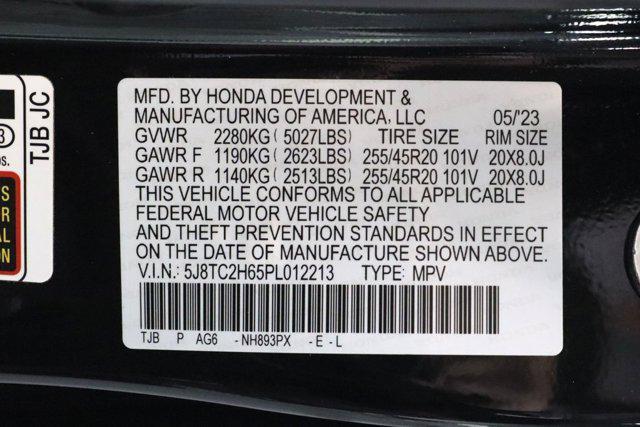 MFD. BY HONDA DEVELOPMENT &
MANUFACTURING OF AMERICA, LLC 05/'23
GVWR 2280KG ( 5027LBS) TIRE SIZE RIM SIZE
GAWR F 1190KG ( 2623LBS) 255/45R20 101V 20X8.0J
GAWR R 1140KG ( 2513LBS) 255/45R20 101V 20X8.0J
THIS VEHICLE CONFORMS TO ALL APPLICABLE
FEDERAL MOTOR VEHICLE SAFETY
AND THEFT PREVENTION STANDARDS IN EFFECT
ON THE DATE OF MANUFACTURE SHOWN ABOVE.
V.I.N.: 5J8TC2H65PL012213 TYPE: MPV
TJB P AG6 -NH893PX -E-L
TJB JC
3
OS.